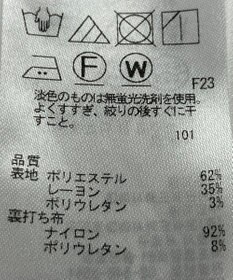 F W
F23
淡色のものは無蛍光洗剤を使用。
よくすすぎ、絞りの後すぐに干
すこと。
101
品質
表地 ポリエステル 62%
レーヨン 35%
ポリウレタン 3%
裏打ち布
ナイロン 92%
ポリウレタン 8%